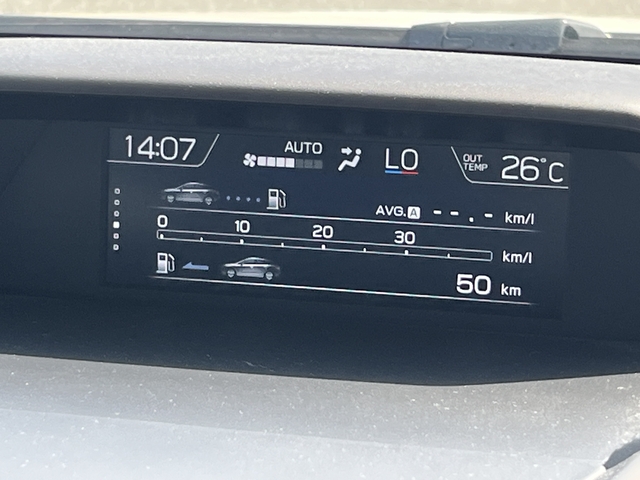 14:07 AUTO LO OUT TEMP 26°C
AVG. A --.- km/l
0 10 20 30 km/l
50 km